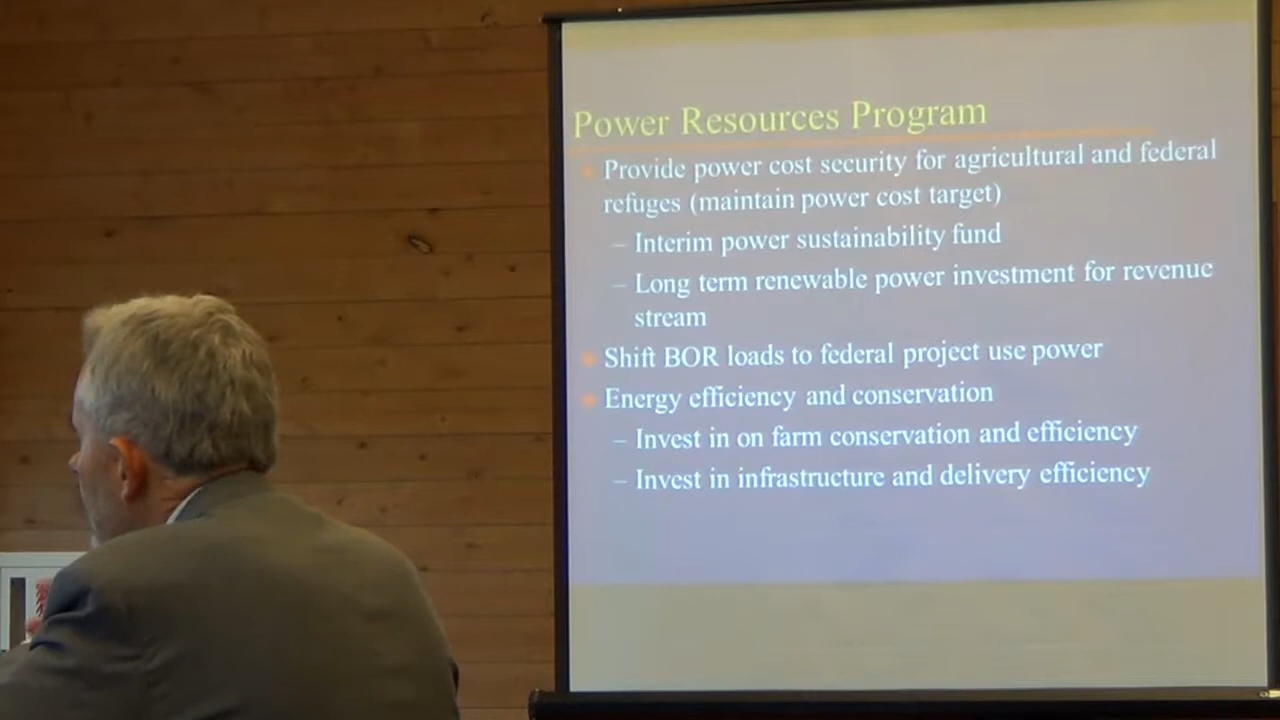 Power Resources Program
Provide power cost security for agricultural and federal
refuges (maintain power cost target)
– Interim power sustainability fund
– Long term renewable power investment for revenue
stream
Shift BOR loads to federal project use power
Energy efficiency and conservation
– Invest in on farm conservation and efficiency
– Invest in infrastructure and delivery efficiency